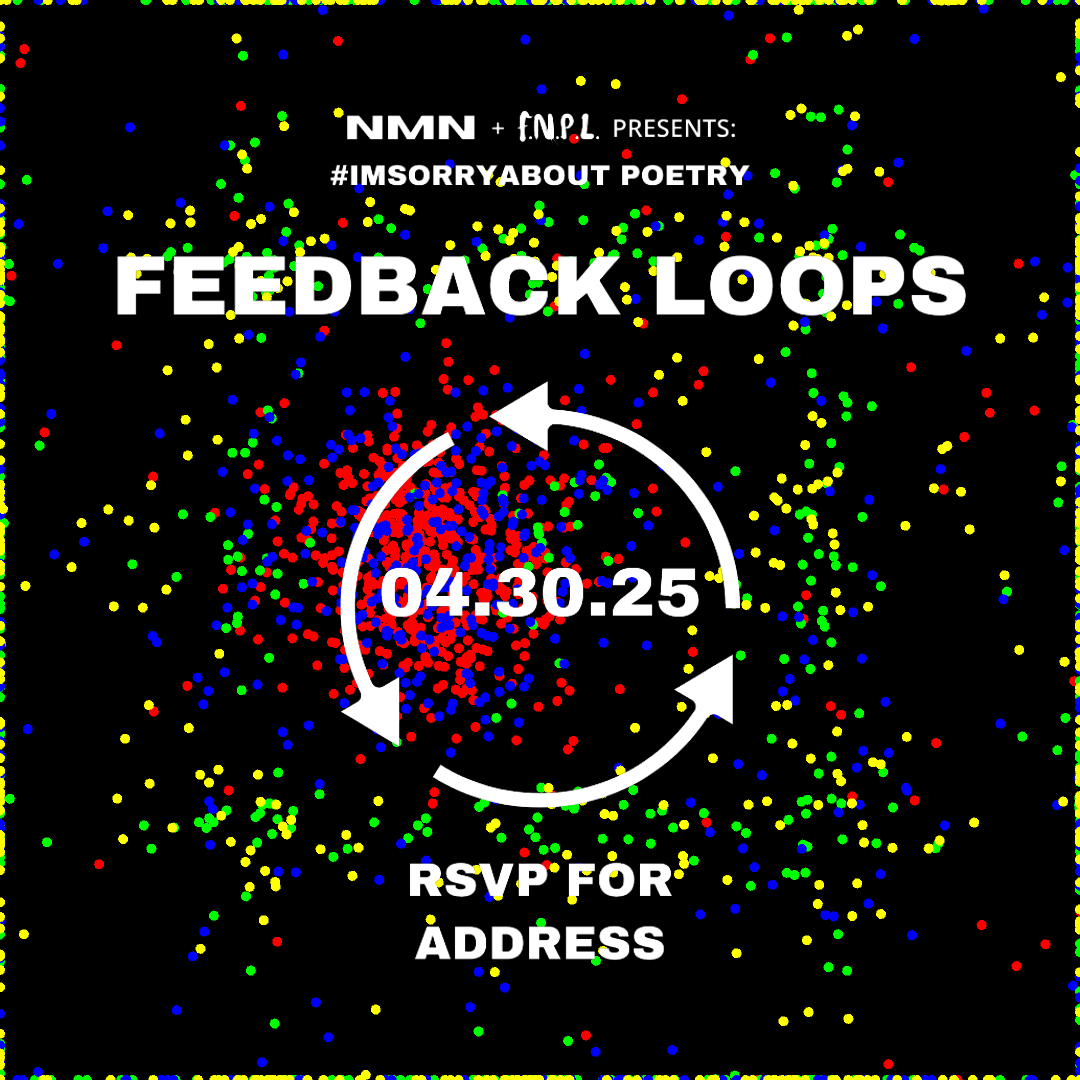 NMN + F.N.P.L. PRESENTS:
#IMSORRYABOUT POETRY
FEEDBACK LOOPS
04.30.25
RSVP FOR
ADDRESS